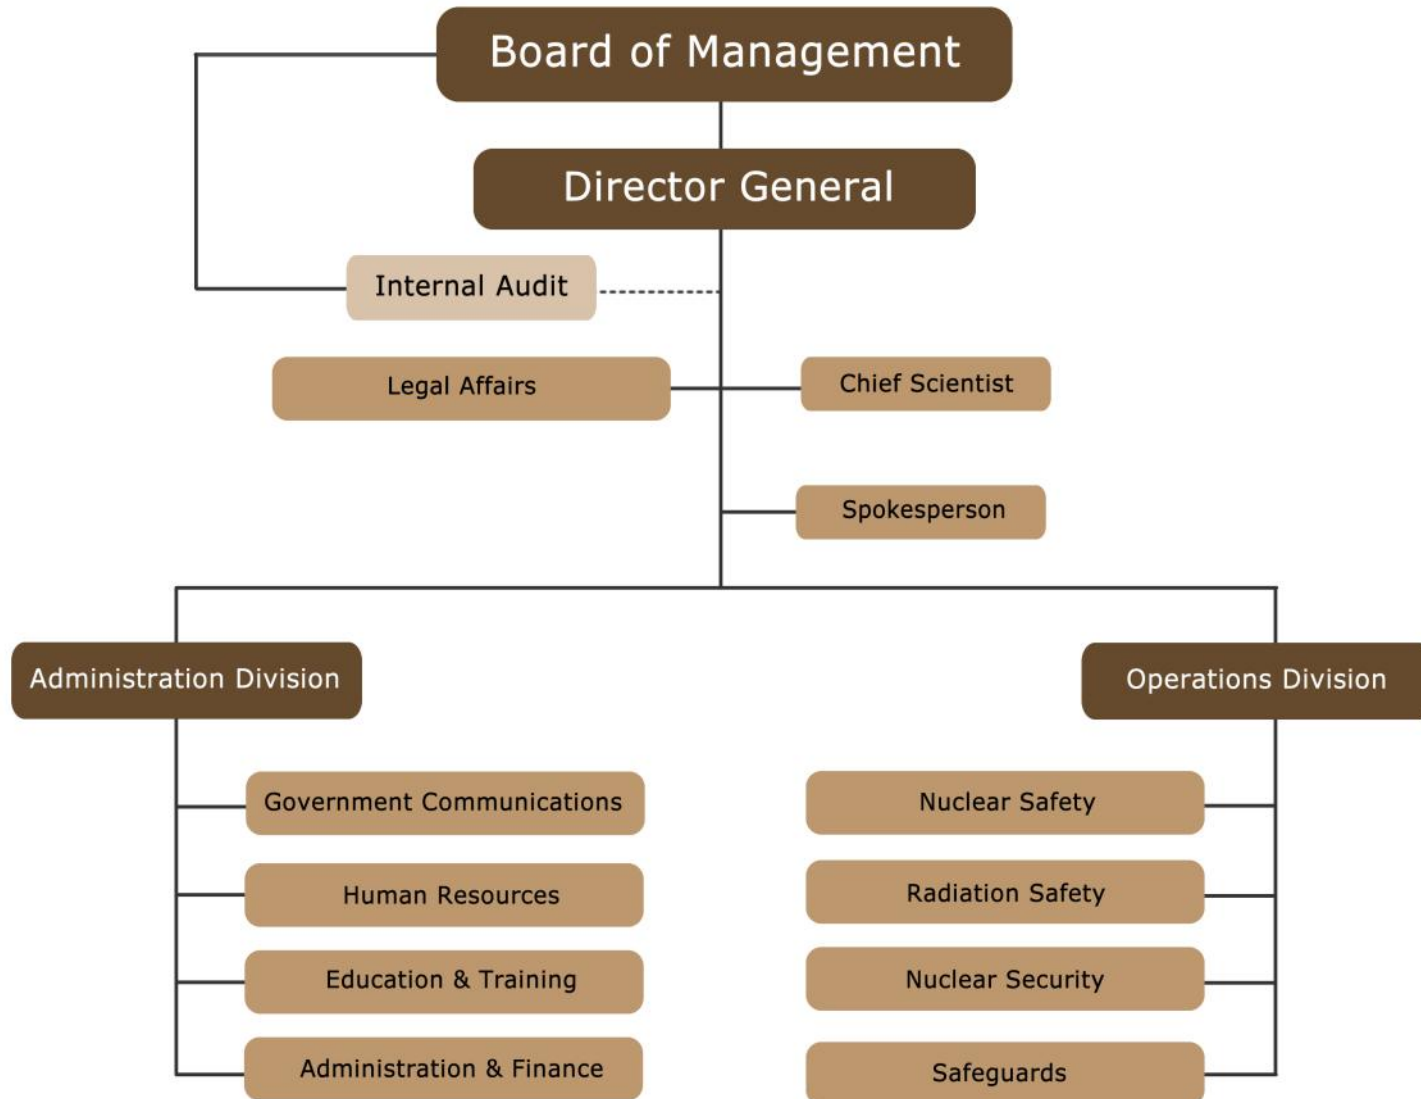 Board of Management
Director General
Internal Audit
Legal Affairs
Chief Scientist
Spokesperson
Administration Division
Operations Division
Government Communications
Human Resources
Education & Training
Administration & Finance
Nuclear Safety
Radiation Safety
Nuclear Security
Safeguards